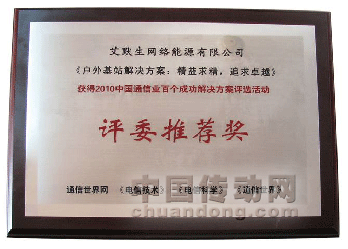 艾默生网络能源有限公司
《户外基站解决方案：精益求精，追求卓越》
获得2010中国通信业百个成功解决方案评选活动
评委推荐奖
中国传动网
通信世界网 《电信技术》 《电信科学》 《通信世界》
chuandong.com